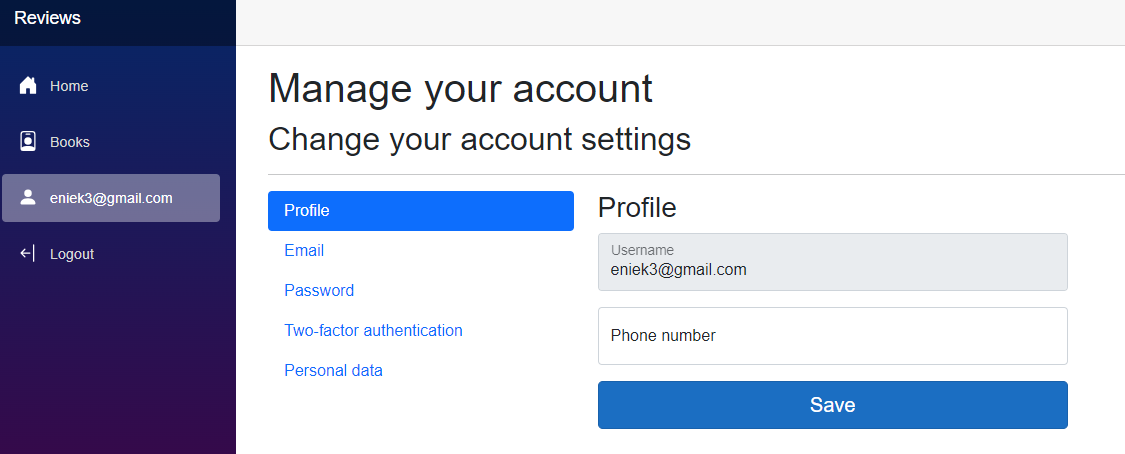 Reviews
Home
Books
eniek3@gmail.com
Logout
Manage your account
Change your account settings
Profile
Email
Password
Two-factor authentication
Personal data
Profile
Username
eniek3@gmail.com
Phone number
Save